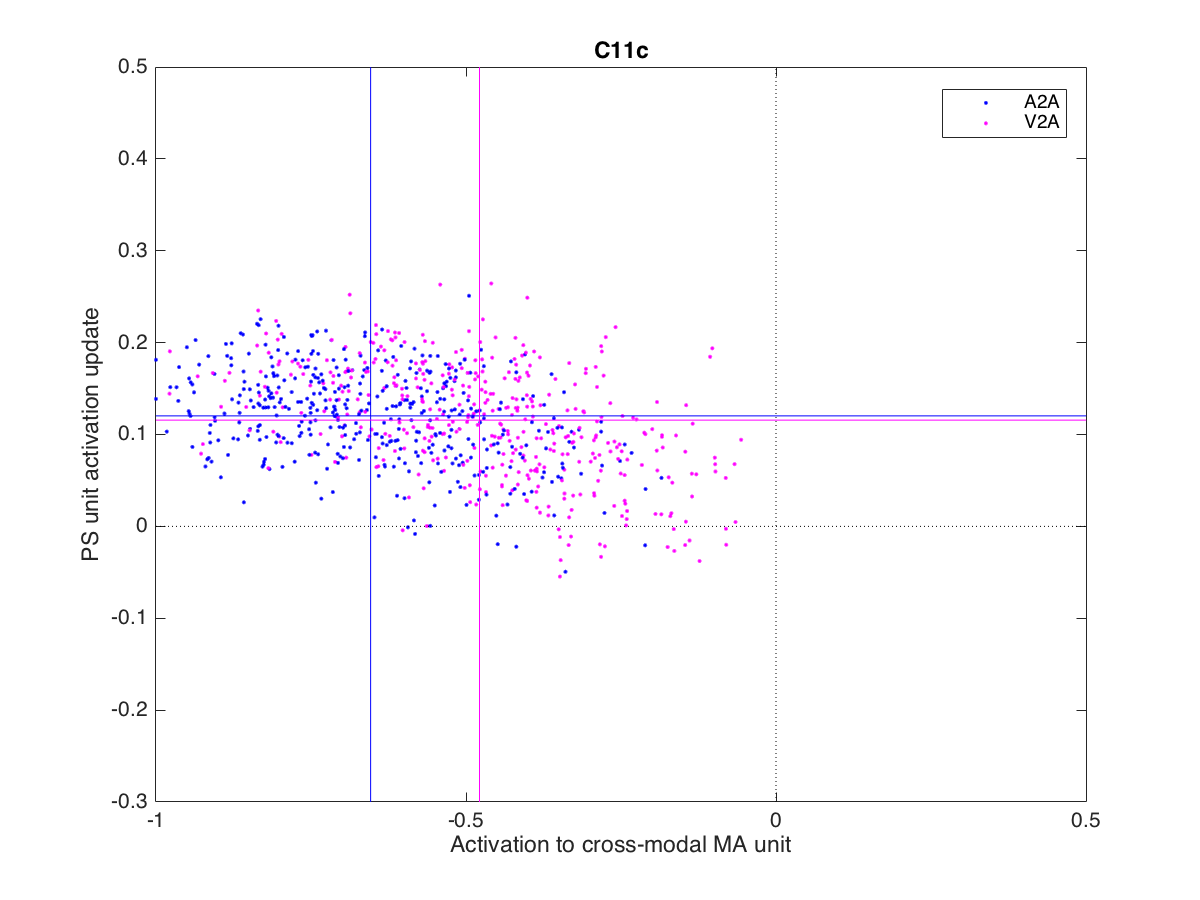 C11c
0.5
0.4
0.3
0.2
0.1
0
-0.1
-0.2
-0.3
PS unit activation update
A2A
V2A
-1
-0.5
0
0.5
Activation to cross-modal MA unit